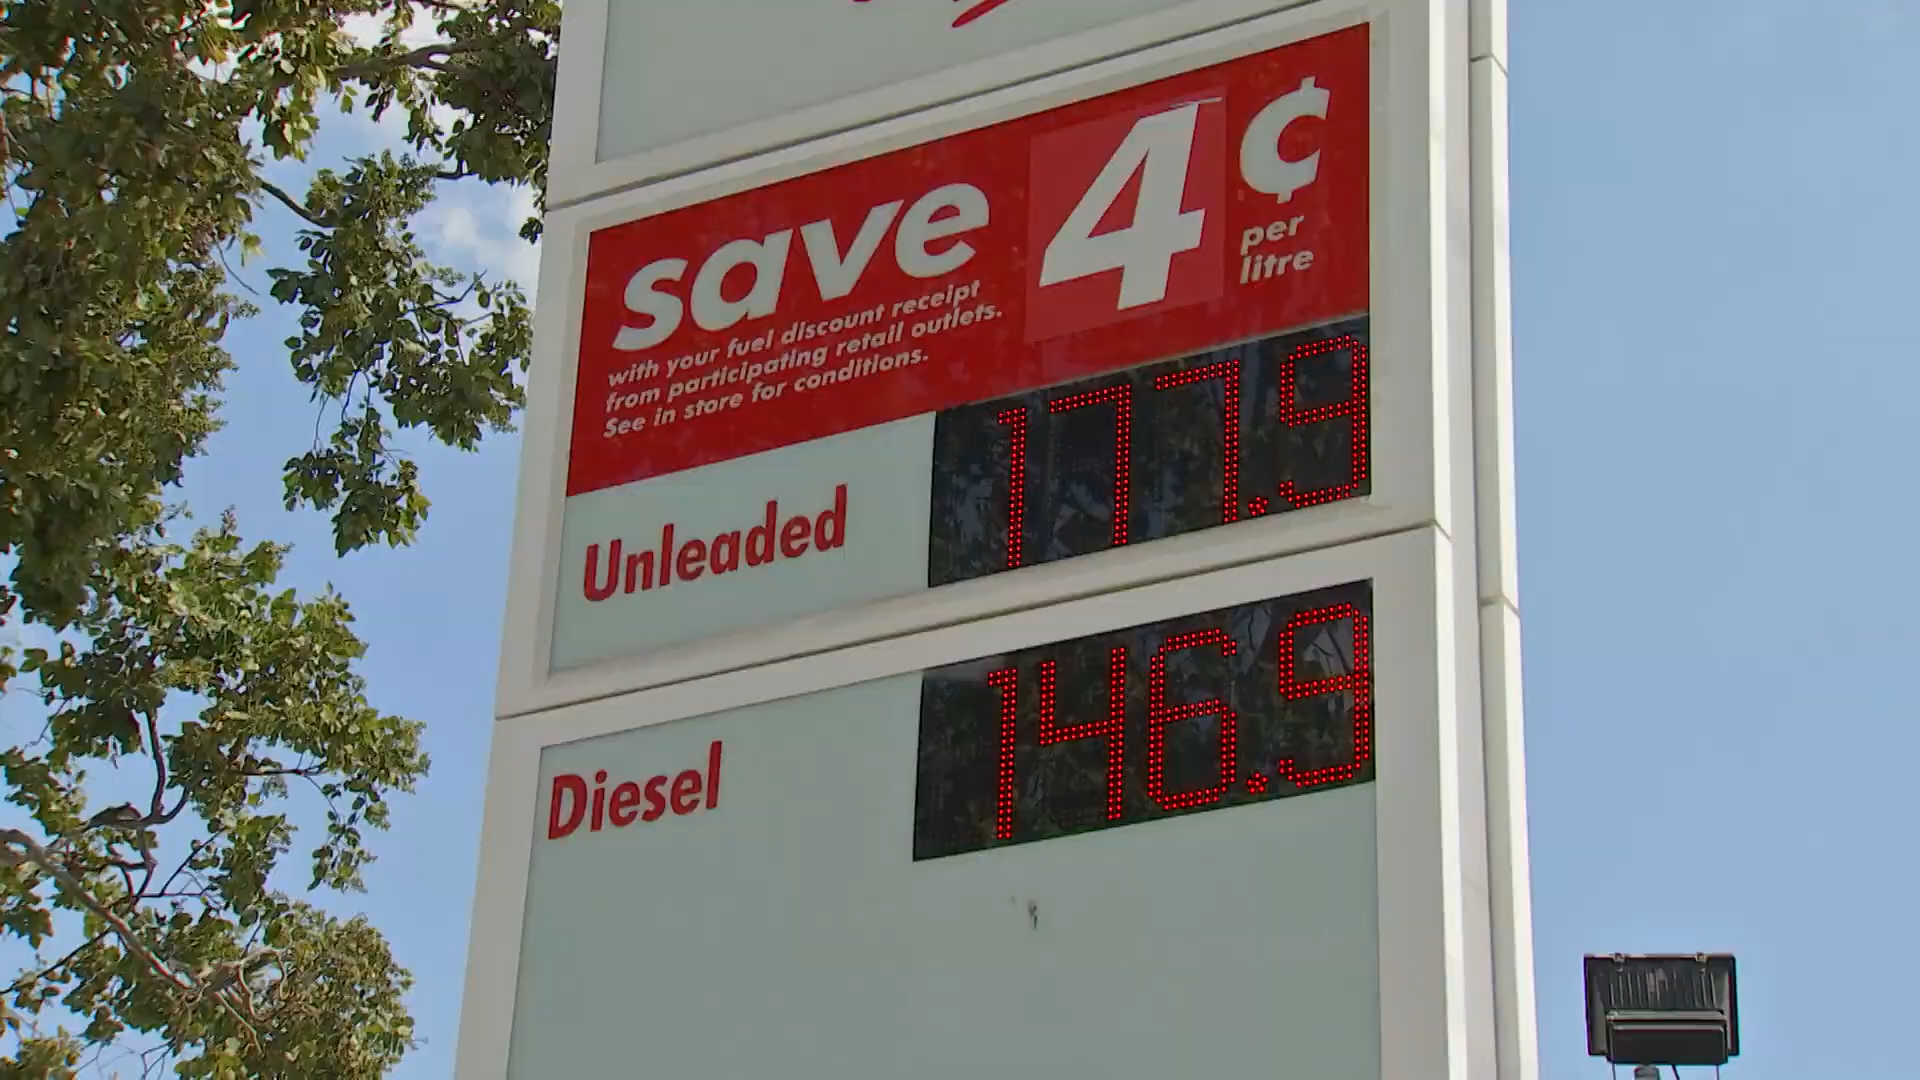 save 4¢
per
litre
with your fuel discount receipt
from participating retail outlets.
See in store for conditions.
Unleaded 177.9
Diesel 146.9